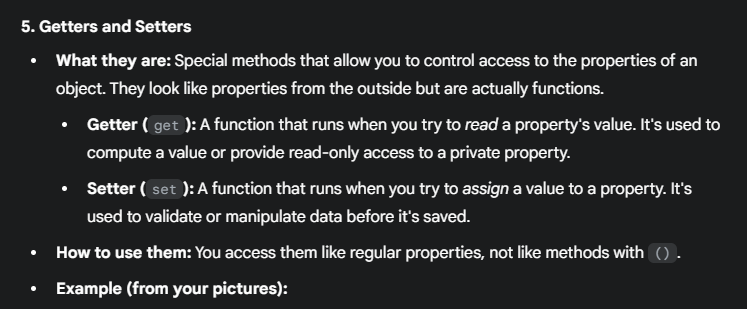 5. Getters and Setters
• What they are: Special methods that allow you to control access to the properties of an
object. They look like properties from the outside but are actually functions.
• Getter ( get ): A function that runs when you try to read a property's value. It's used to
compute a value or provide read-only access to a private property.
• Setter ( set ): A function that runs when you try to assign a value to a property. It's
used to validate or manipulate data before it's saved.
• How to use them: You access them like regular properties, not like methods with () .
• Example (from your pictures):